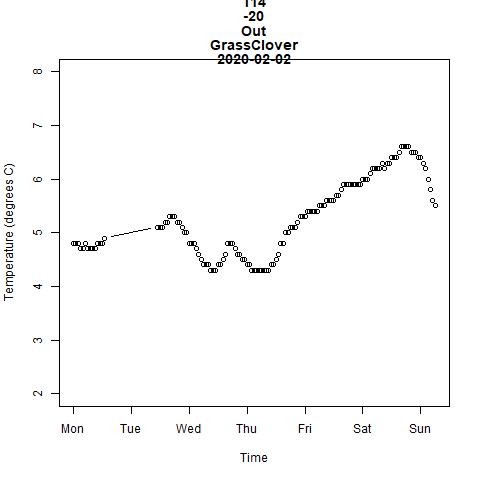 114
-20
Out
GrassClover
2020-02-02
8
7
6
5
4
3
2
Temperature (degrees C)
Mon Tue Wed Thu Fri Sat Sun
Time